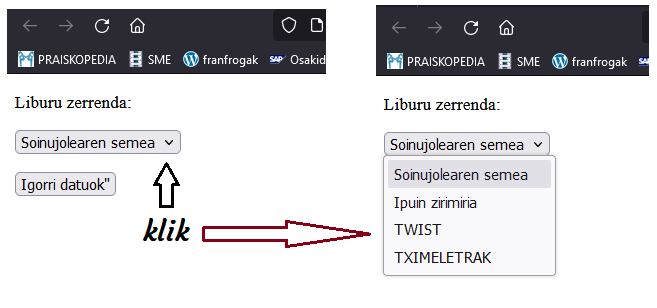 PRAISKOPEDIA SME franfrogak SAP Osakid
Liburu zerrenda:
Soinujolearen semea
Igorri datuok"
klik
PRAISKOPEDIA SME franfrogak
Liburu zerrenda:
Soinujolearen semea
Soinujolearen semea
Ipuin zirimiria
TWIST
TXIMELETRAK